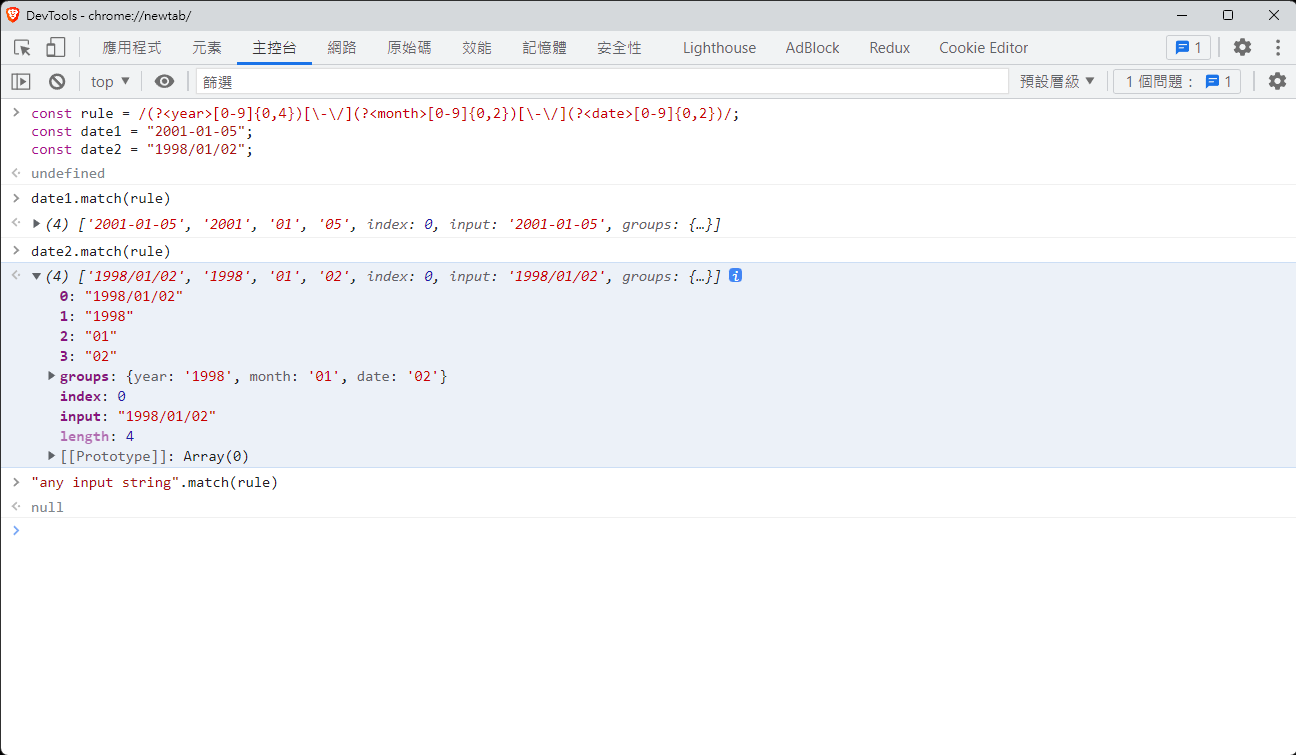 DevTools - chrome://newtab/
應用程式 元素 主控台 網路 原始碼 效能 記憶體 安全性 Lighthouse AdBlock Redux Cookie Editor 1
top ▼ 篩選 預設層級 ▼ 1 個問題： 1
> const rule = /(?<year>[0-9]{0,4})[\-\/](?<month>[0-9]{0,2})[\-\/](?<date>[0-9]{0,2})/;
const date1 = "2001-01-05";
const date2 = "1998/01/02";
undefined
> date1.match(rule)
▶ (4) ['2001-01-05', '2001', '01', '05', index: 0, input: '2001-01-05', groups: {…}]
> date2.match(rule)
▼ (4) ['1998/01/02', '1998', '01', '02', index: 0, input: '1998/01/02', groups: {…}] i
0: "1998/01/02"
1: "1998"
2: "01"
3: "02"
▶ groups: {year: '1998', month: '01', date: '02'}
index: 0
input: "1998/01/02"
length: 4
▶ [[Prototype]]: Array(0)
> "any input string".match(rule)
null
>